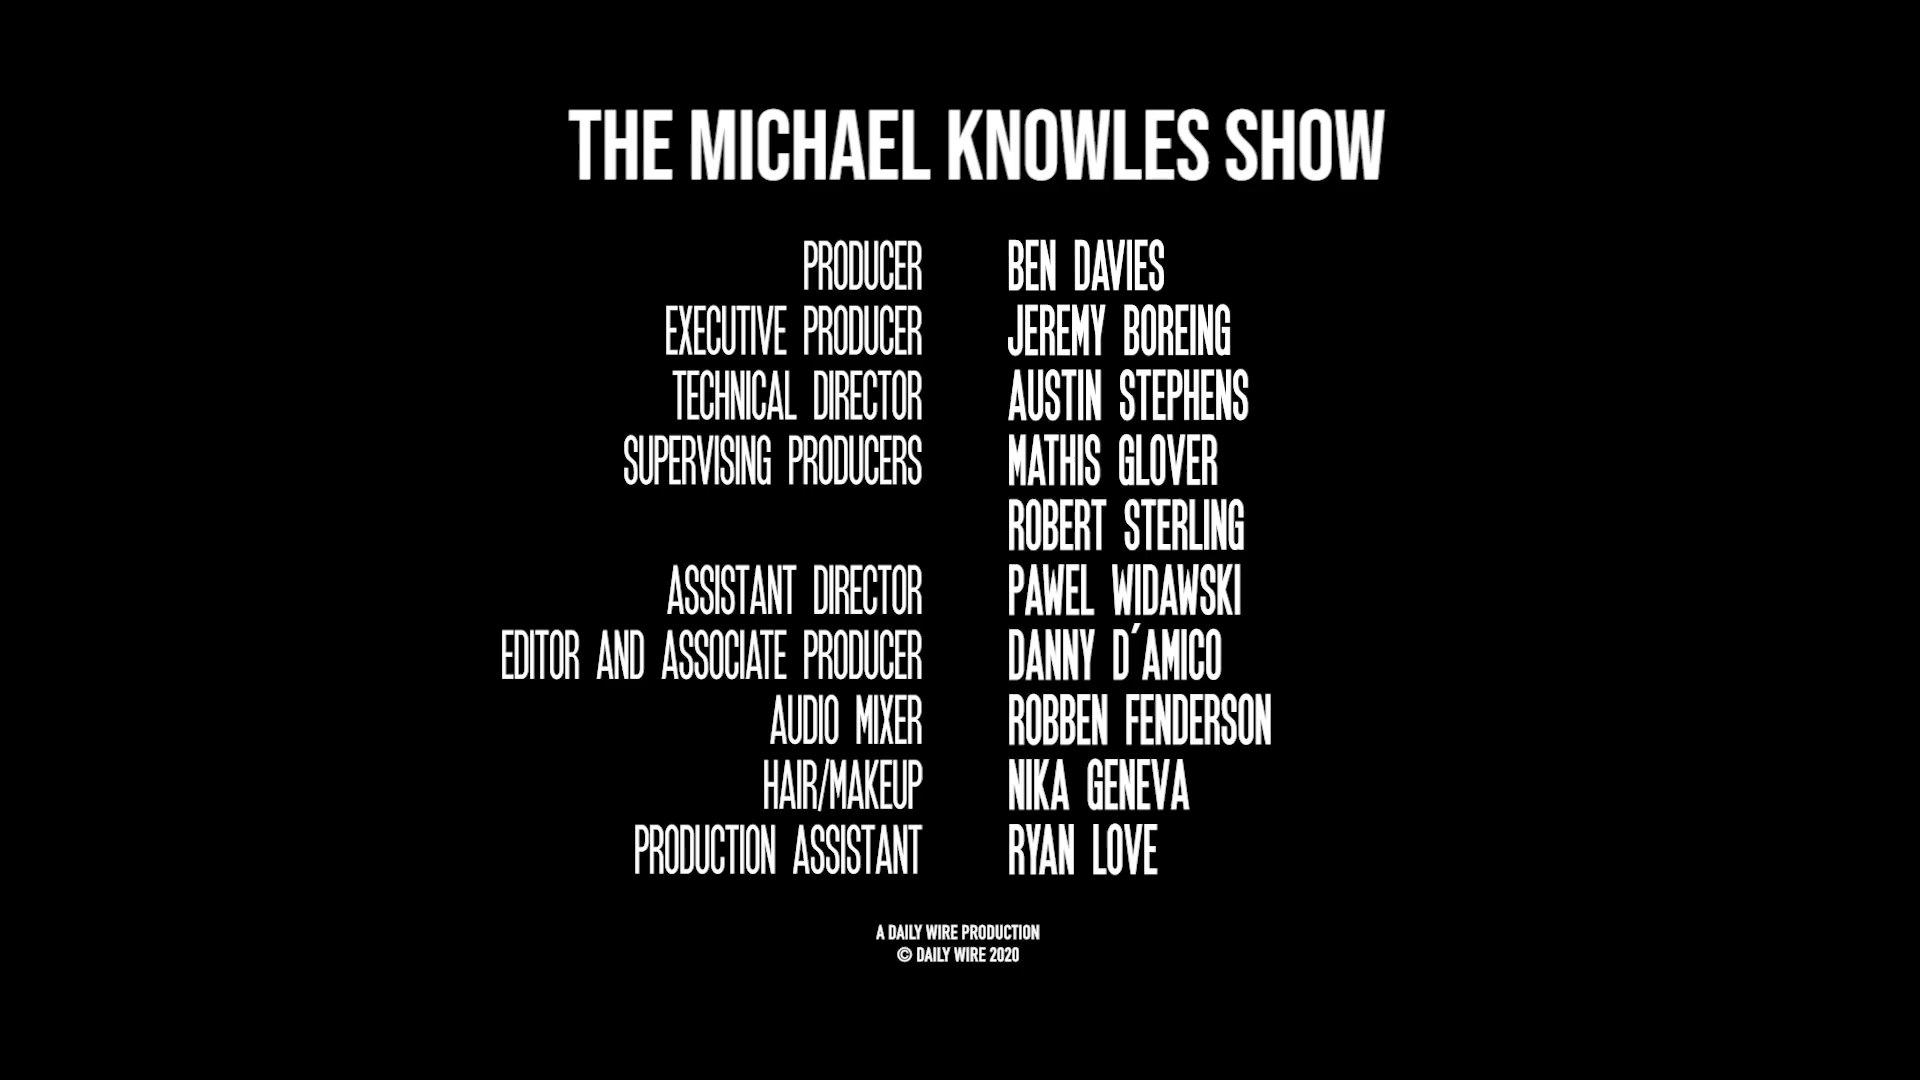 THE MICHAEL KNOWLES SHOW
PRODUCER BEN DAVIES
EXECUTIVE PRODUCER JEREMY BOREING
TECHNICAL DIRECTOR AUSTIN STEPHENS
SUPERVISING PRODUCERS MATHIS GLOVER
ROBERT STERLING
ASSISTANT DIRECTOR PAWEL WIDAWSKI
EDITOR AND ASSOCIATE PRODUCER DANNY D´AMICO
AUDIO MIXER ROBBEN FENDERSON
HAIR/MAKEUP NIKA GENEVA
PRODUCTION ASSISTANT RYAN LOVE
A DAILY WIRE PRODUCTION
© DAILY WIRE 2020